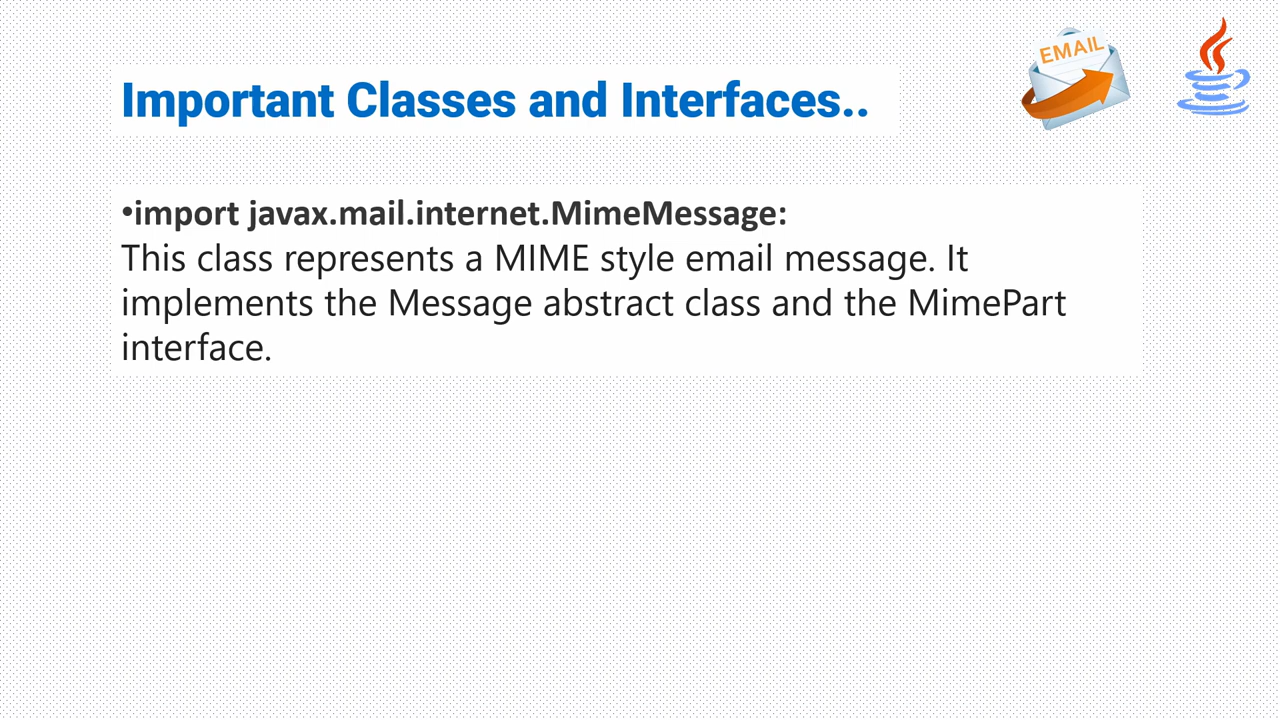 EMAIL
Important Classes and Interfaces..
•import javax.mail.internet.MimeMessage:
This class represents a MIME style email message. It
implements the Message abstract class and the MimePart
interface.